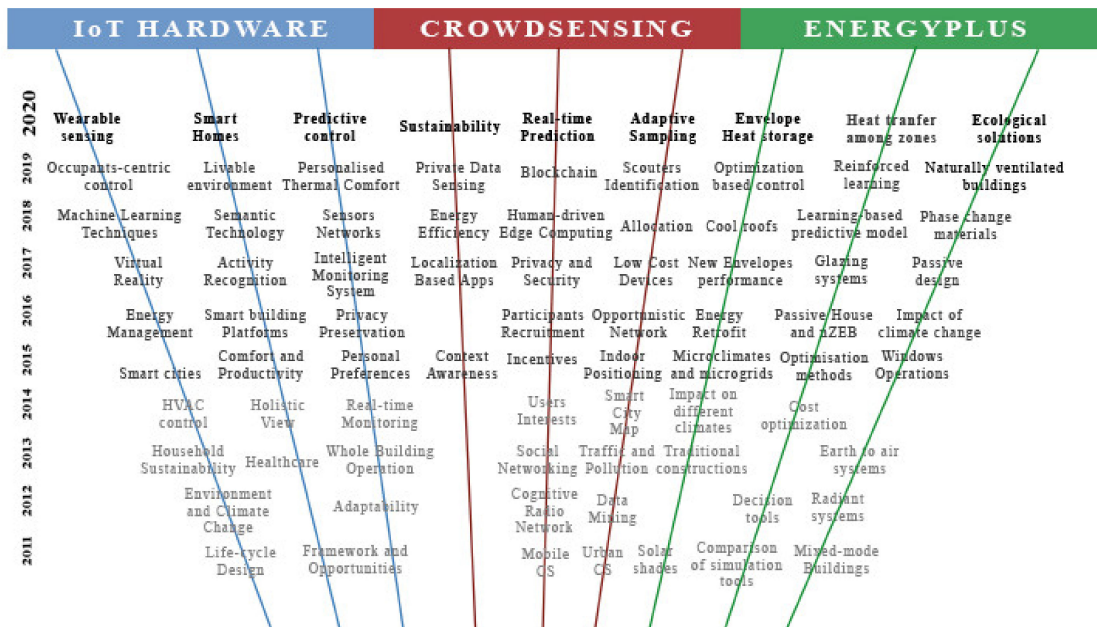 IoT HARDWARE
CROWDSENSING
ENERGYPLUS
2020
Wearable
sensing
Smart
Homes
Predictive
control
Sustainability
Real-time
Prediction
Adaptive
Sampling
Envelope
Heat storage
Heat tranfer
among zones
Ecological
solutions
2019
Occupants-centric
control
Livable
environment
Personalised
Thermal Comfort
Private Data
Sensing
Blockchain
Scouters
Identification
Optimization
based control
Reinforced
learning
Naturally ventilated
buildings
2018
Machine Learning
Techniques
Semantic
Technology
Sensors
Networks
Energy
Efficiency
Human-driven
Edge Computing
Allocation
Cool roofs
Learning-based
predictive model
Phase change
materials
2017
Virtual
Reality
Activity
Recognition
Intelligent
Monitoring
System
Localization
Based Apps
Privacy and
Security
Low Cost
Devices
New Envelopes
performance
Glazing
systems
Passive
design
2016
Energy
Management
Smart building
Platforms
Privacy
Preservation
Participants
Recruitment
Opportunistic
Network
Energy
Retrofit
Passive House
and nZEB
Impact of
climate change
2015
Smart cities
Comfort and
Productivity
Personal
Preferences
Context
Awareness
Incentives
Indoor
Positioning
Microclimates
and microgrids
Optimisation
methods
Windows
Operations
2014
HVAC
control
Holistic
View
Real-time
Monitoring
Users
Interests
Smart
City
Map
Impact on
different
climates
Cost
optimization
2013
Household
Sustainability
Healthcare
Whole Building
Operation
Social
Networking
Traffic and
Pollution
Traditional
constructions
Earth to air
systems
2012
Environment
and Climate
Change
Adaptability
Cognitive
Radio
Network
Data
Mining
Decision
tools
Radiant
systems
2011
Life-cycle
Design
Framework and
Opportunities
Mobile
CS
Urban
CS
Solar
shades
Comparison
of simulation
tools
Mixed-mode
Buildings